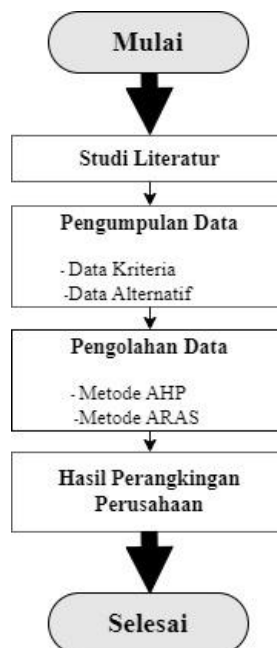 Mulai
Studi Literatur
Pengumpulan Data
- Data Kriteria
-Data Alternatif
Pengolahan Data
- Metode AHP
-Metode ARAS
Hasil Perangkingan
Perusahaan
Selesai